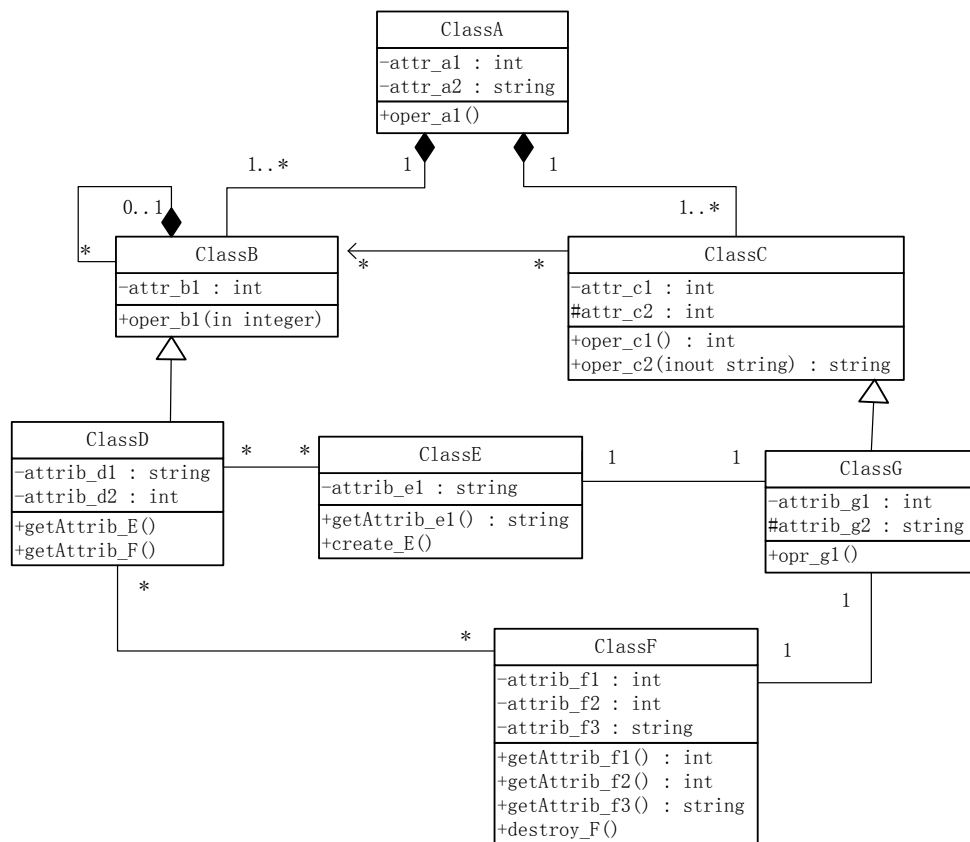 ClassA
-attr_a1 : int
-attr_a2 : string
+oper_a1()
1..*
1
1
1..*
0..1
*
ClassB
-attr_b1 : int
+oper_b1(in integer)
*
*
ClassC
-attr_c1 : int
#attr_c2 : int
+oper_c1() : int
+oper_c2(inout string) : string
ClassD
-attrib_d1 : string
-attrib_d2 : int
+getAttrib_E()
+getAttrib_F()
*
*
ClassE
-attrib_e1 : string
+getAttrib_e1() : string
+create_E()
1
1
ClassG
-attrib_g1 : int
#attrib_g2 : string
+opr_g1()
*
*
1
1
ClassF
-attrib_f1 : int
-attrib_f2 : int
-attrib_f3 : string
+getAttrib_f1() : int
+getAttrib_f2() : int
+getAttrib_f3() : string
+destroy_F()